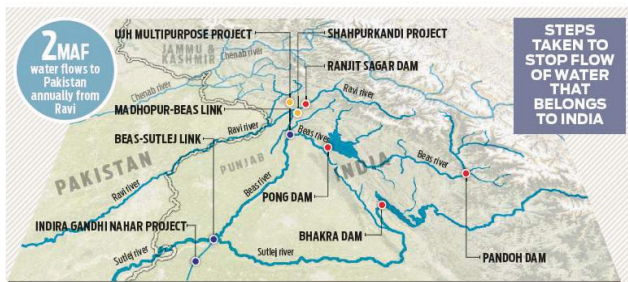 2MAF
water flows to
Pakistan
annually from
Ravi
UJH MULTIPURPOSE PROJECT
SHAHPURKANDI PROJECT
STEPS
TAKEN TO
STOP FLOW
OF WATER
THAT
BELONGS
TO INDIA
JAMMU &
KASHMIR
Chenab river
RANJIT SAGAR DAM
Chenab river
Ravi river
MADHOPUR-BEAS LINK
Ravi river
Beas river
BEAS-SUTLEJ LINK
PAKISTAN
PUNJAB
INDIA
Beas river
Ravi river
Beas river
PONG DAM
INDIRA GANDHI NAHAR PROJECT
BHAKRA DAM
PANDOH DAM
Sutlej river
Sutlej river